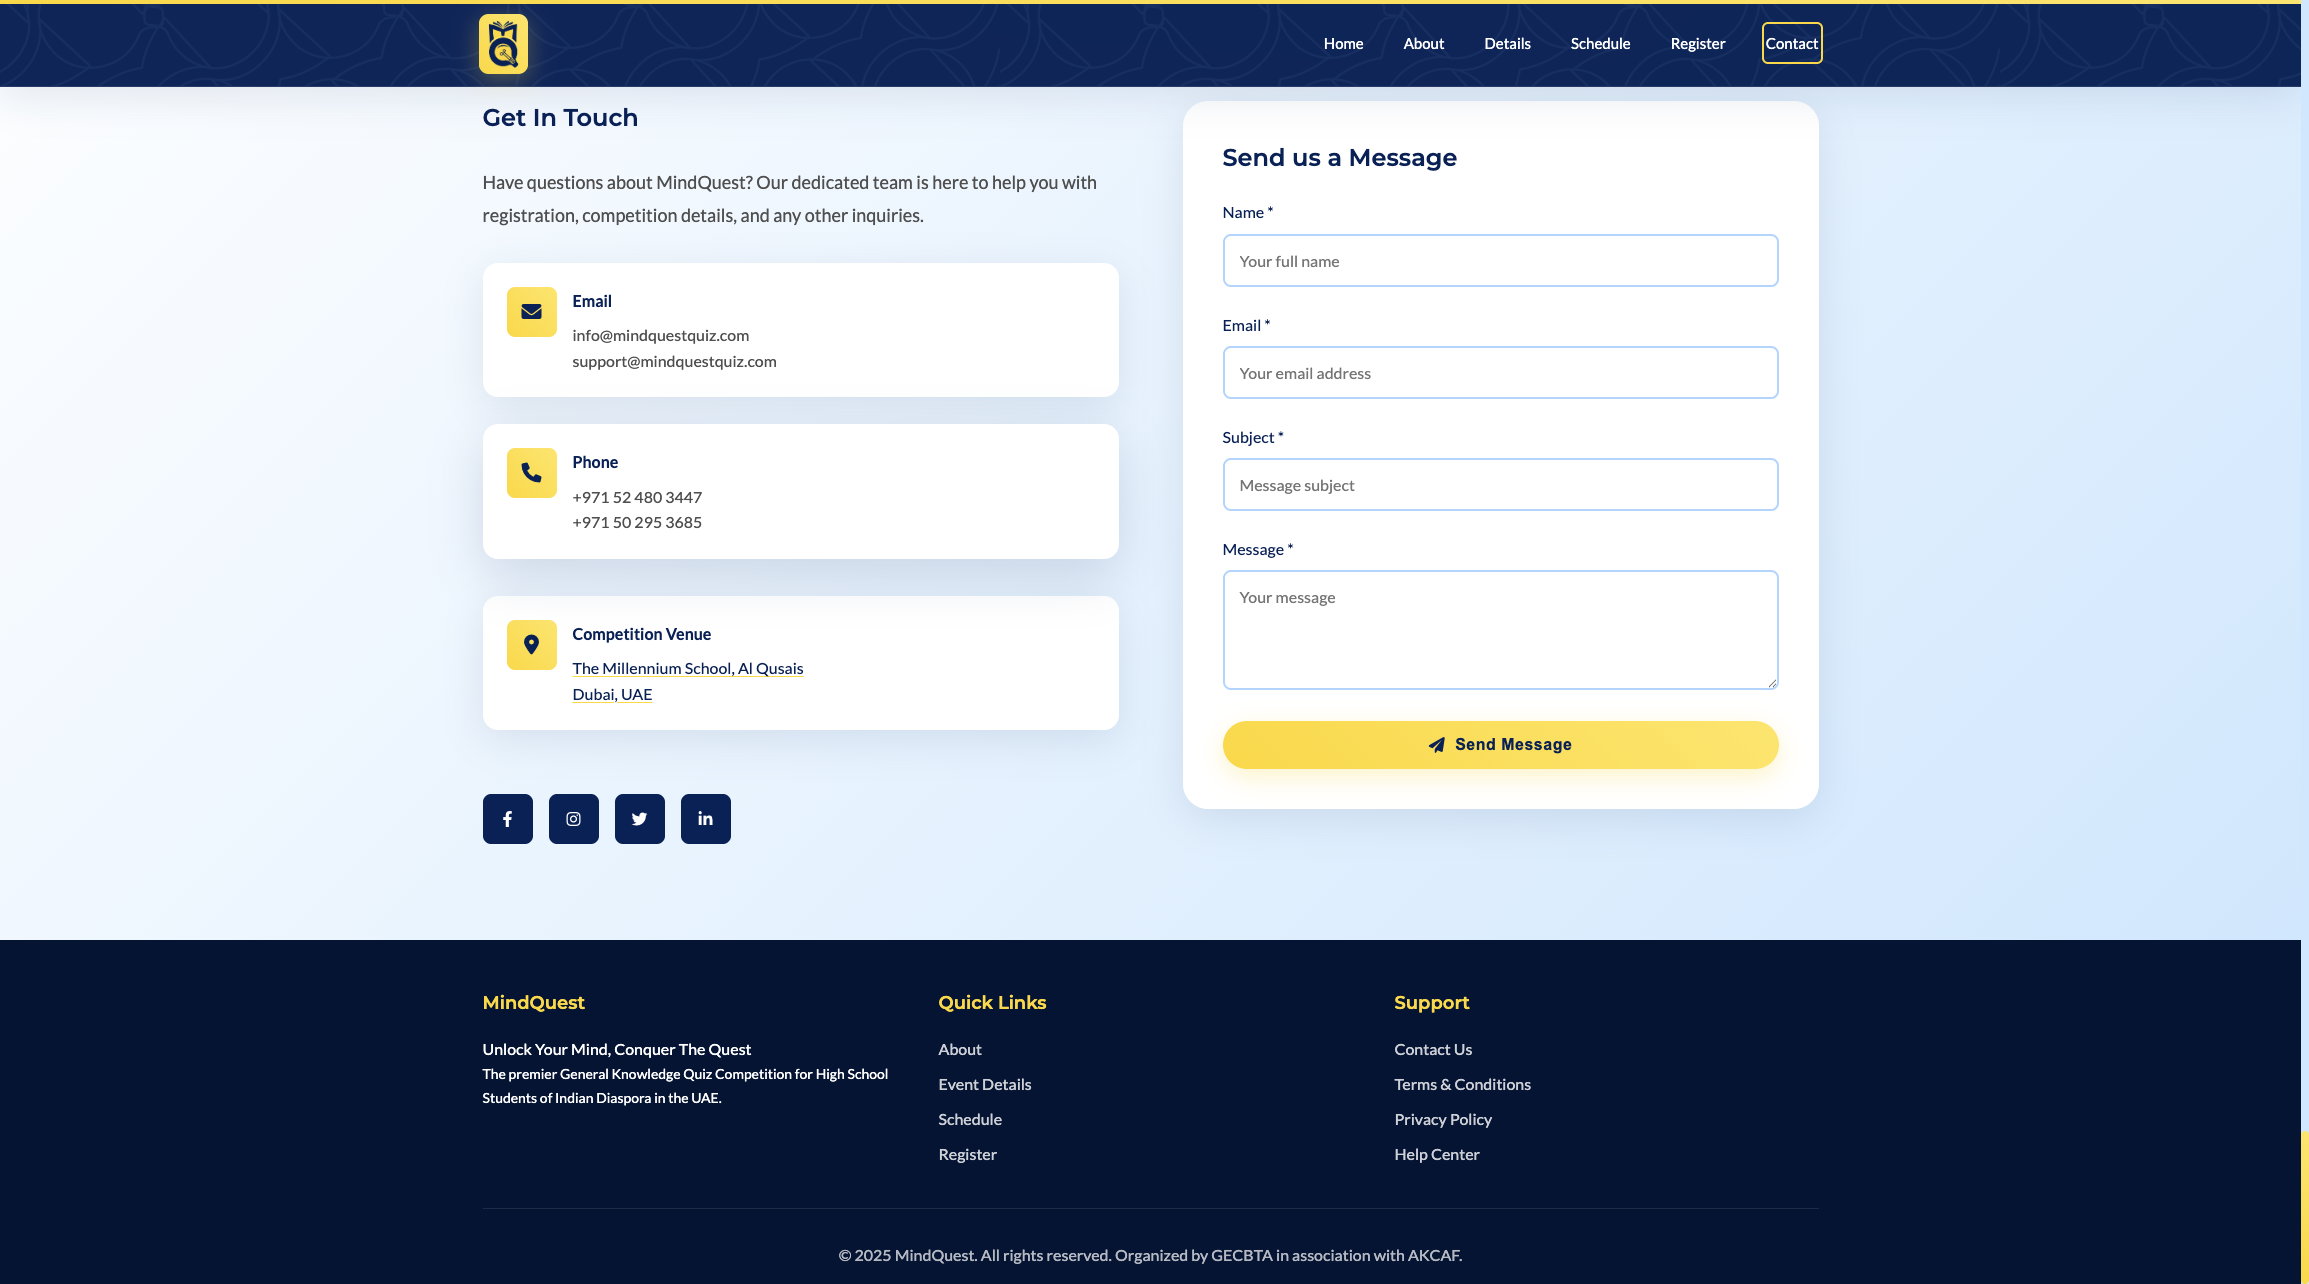 Home
About
Details
Schedule
Register
Contact
Get In Touch
Have questions about MindQuest? Our dedicated team is here to help you with
registration, competition details, and any other inquiries.
Email
info@mindquestquiz.com
support@mindquestquiz.com
Phone
+971 52 480 3447
+971 50 295 3685
Competition Venue
The Millennium School, Al Qusais
Dubai, UAE
Send us a Message
Name *
Your full name
Email *
Your email address
Subject *
Message subject
Message *
Your message
Send Message
MindQuest
Unlock Your Mind, Conquer The Quest
The premier General Knowledge Quiz Competition for High School
Students of Indian Diaspora in the UAE.
Quick Links
About
Event Details
Schedule
Register
Support
Contact Us
Terms & Conditions
Privacy Policy
Help Center
© 2025 MindQuest. All rights reserved. Organized by GECBTA in association with AKCAF.